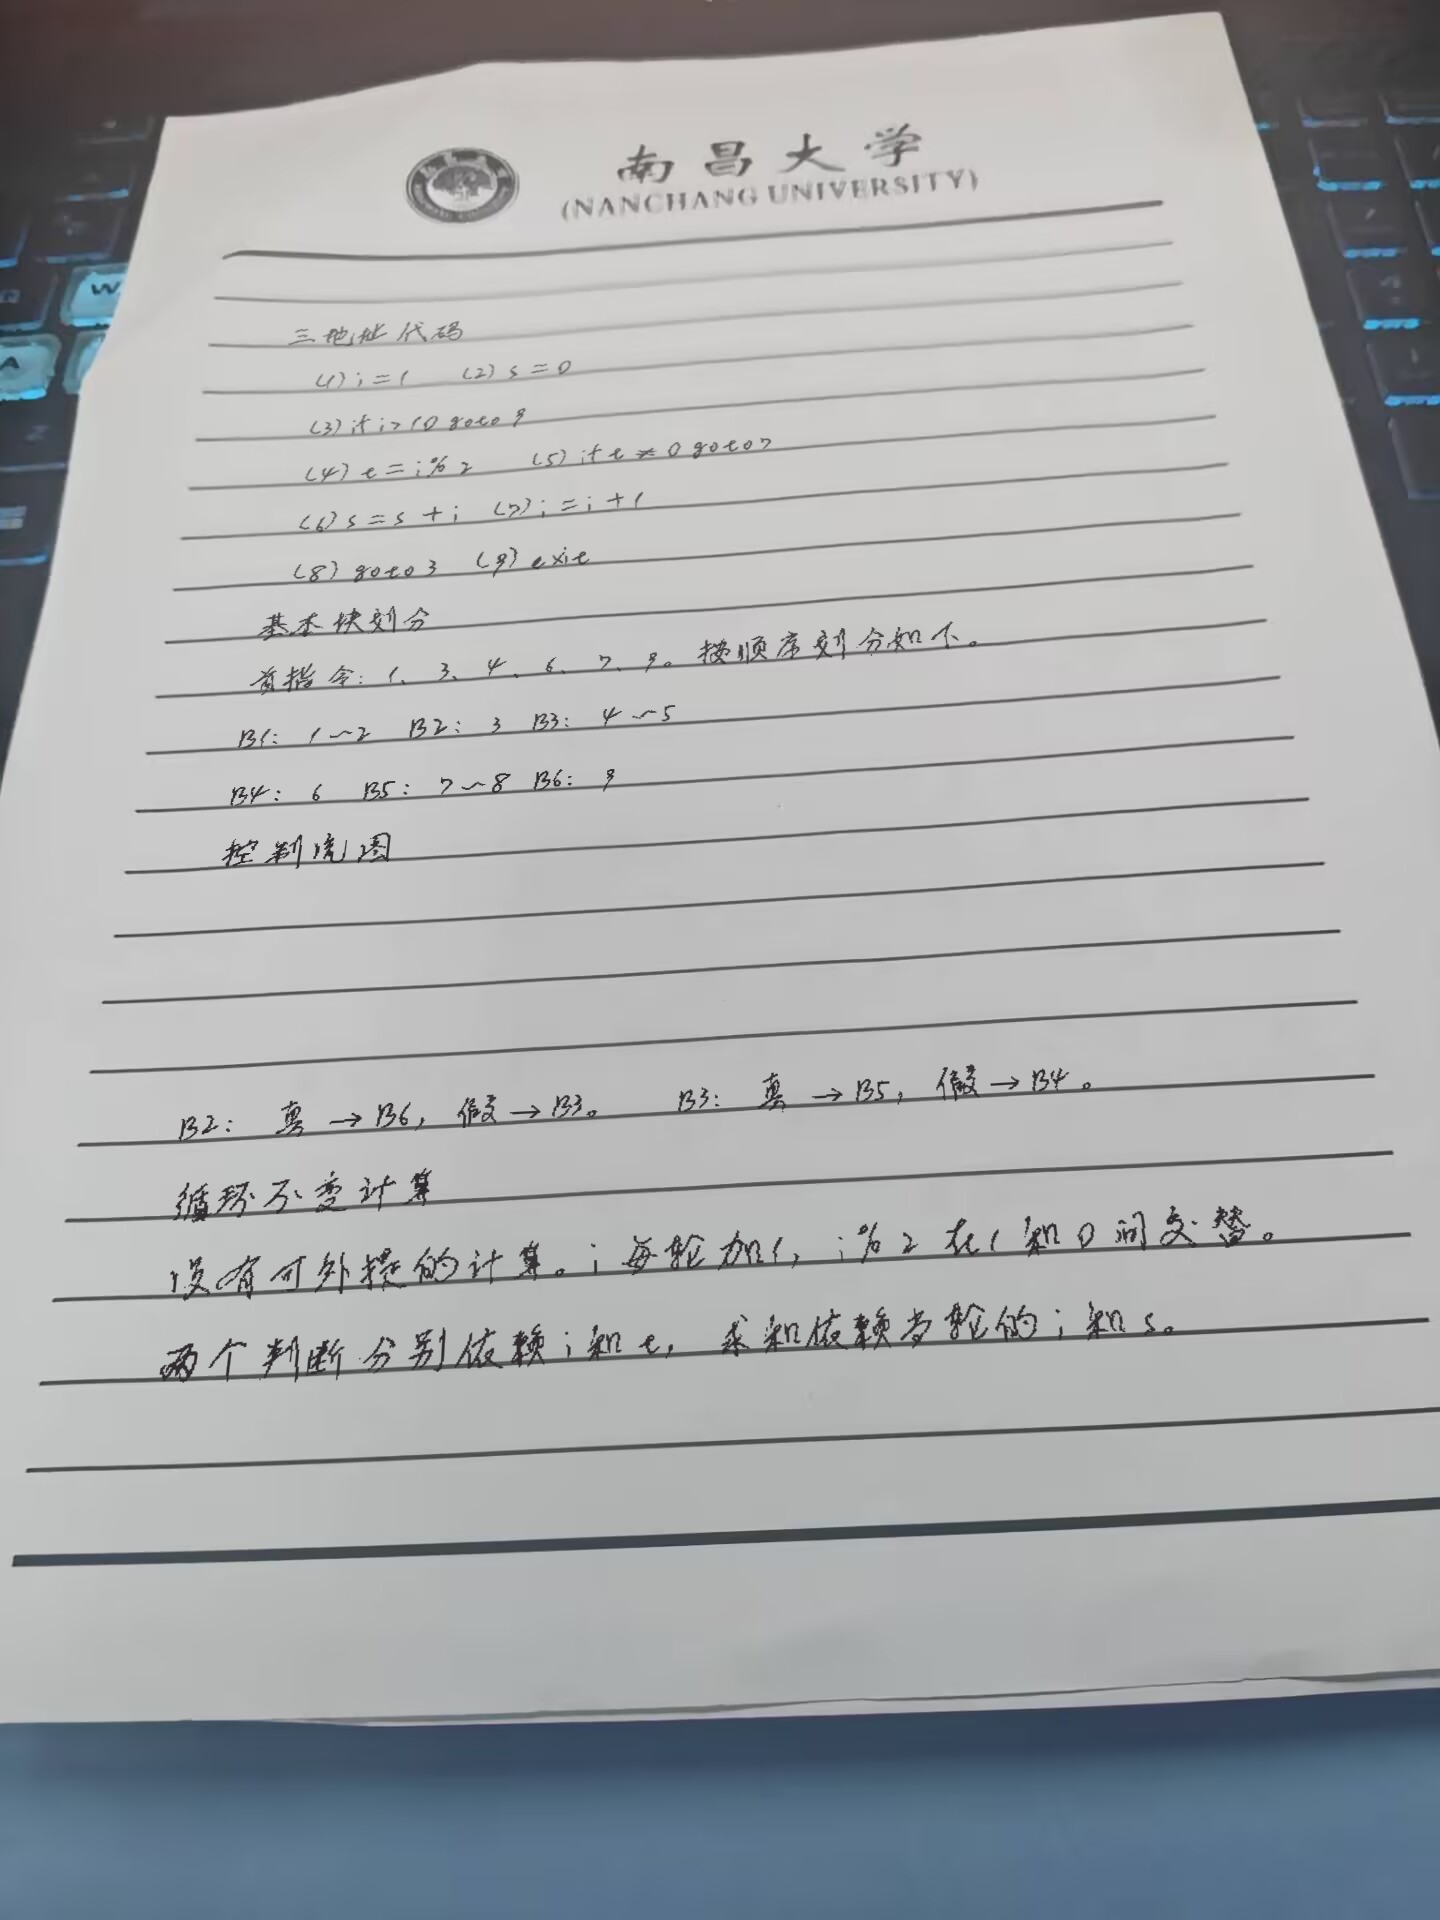 南昌大学
(NANCHANG UNIVERSITY)
三地址代码
(1) i = 1 (2) s = 0
(3) if i > 10 goto 9
(4) t = i % 2 (5) if t ≠ 0 goto 7
(6) s = s + i (7) i = i + 1
(8) goto 3 (9) exit
基本块划分
首指令: 1、3、4、6、7、9。按顺序划分如下。
B1: 1~2 B2: 3 B3: 4~5
B4: 6 B5: 7~8 B6: 9
控制流图
B2: 真→B6, 假→B3。 B3: 真→B5, 假→B4。
循环不变计算
没有可外提的计算。i每轮加1, i%2在1和0间交替。
两个判断分别依赖i和t, 求和依赖当轮的i和s。
W
A